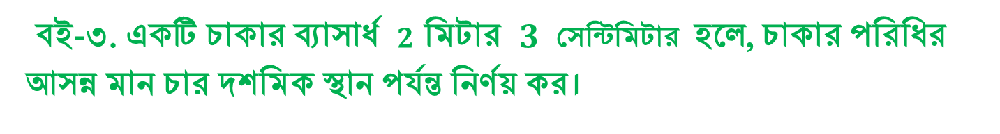 বই-৩. একটি চাকার ব্যাসার্ধ 2 মিটার 3 সেন্টিমিটার হলে, চাকার পরিধির
আসন্ন মান চার দশমিক স্থান পর্যন্ত নির্ণয় কর।